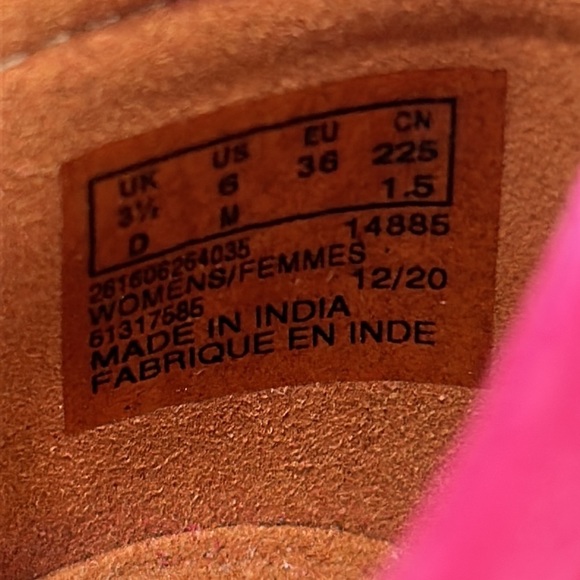 UK US EU CN
3½ 6 36 225
D M 1.5
261606264035 14885
WOMENS/FEMMES
61317585 12/20
MADE IN INDIA
FABRIQUE EN INDE